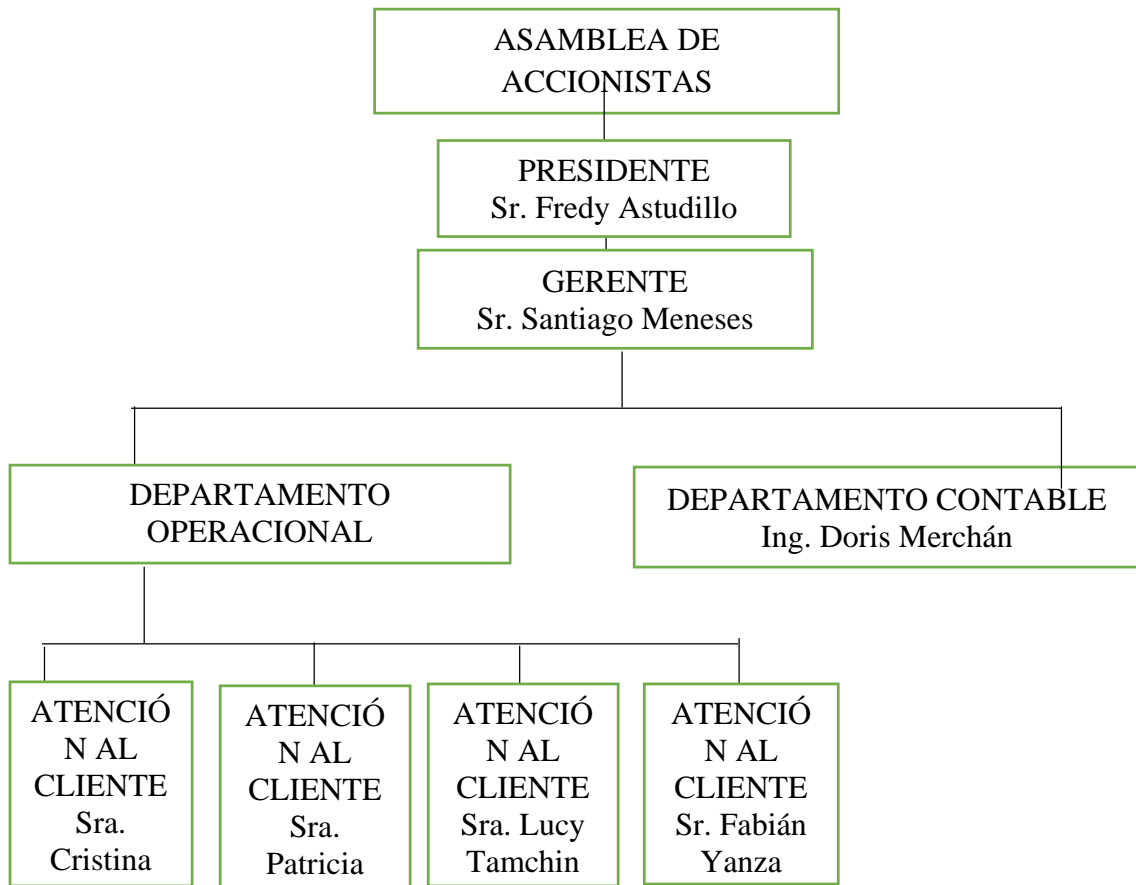 ASAMBLEA DE
ACCIONISTAS
PRESIDENTE
Sr. Fredy Astudillo
GERENTE
Sr. Santiago Meneses
DEPARTAMENTO
OPERACIONAL
DEPARTAMENTO CONTABLE
Ing. Doris Merchán
ATENCIÓ
N AL
CLIENTE
Sra.
Cristina
ATENCIÓ
N AL
CLIENTE
Sra.
Patricia
ATENCIÓ
N AL
CLIENTE
Sra. Lucy
Tamchin
ATENCIÓ
N AL
CLIENTE
Sr. Fabián
Yanza